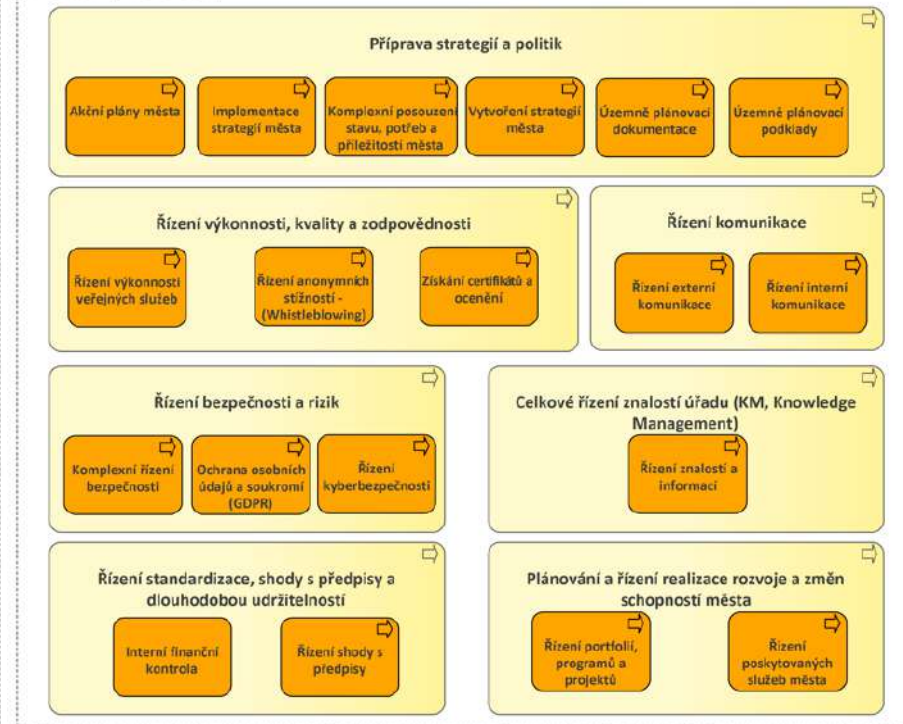 Příprava strategií a politik
Akční plány města
Implementace
strategií města
Komplexní posouzení
stavu, potřeb a
příležitostí města
Vytvoření strategií
města
Územně plánovací
dokumentace
Územně plánovací
podklady
Řízení výkonnosti, kvality a zodpovědnosti
Řízení výkonnosti
veřejných služeb
Řízení anonymních
stížností -
(Whistleblowing)
Získání certifikátů a
ocenění
Řízení komunikace
Řízení externí
komunikace
Řízení interní
komunikace
Řízení bezpečnosti a rizik
Komplexní řízení
bezpečnosti
Ochrana osobních
údajů a soukromí
(GDPR)
Řízení
kyberbezpečnosti
Celkové řízení znalostí úřadu (KM, Knowledge
Management)
Řízení znalostí a
informací
Řízení standardizace, shody s předpisy a
dlouhodobou udržitelností
Interní finanční
kontrola
Řízení shody s
předpisy
Plánování a řízení realizace rozvoje a změn
schopností města
Řízení portfolií,
programů a
projektů
Řízení
poskytovaných
služeb města